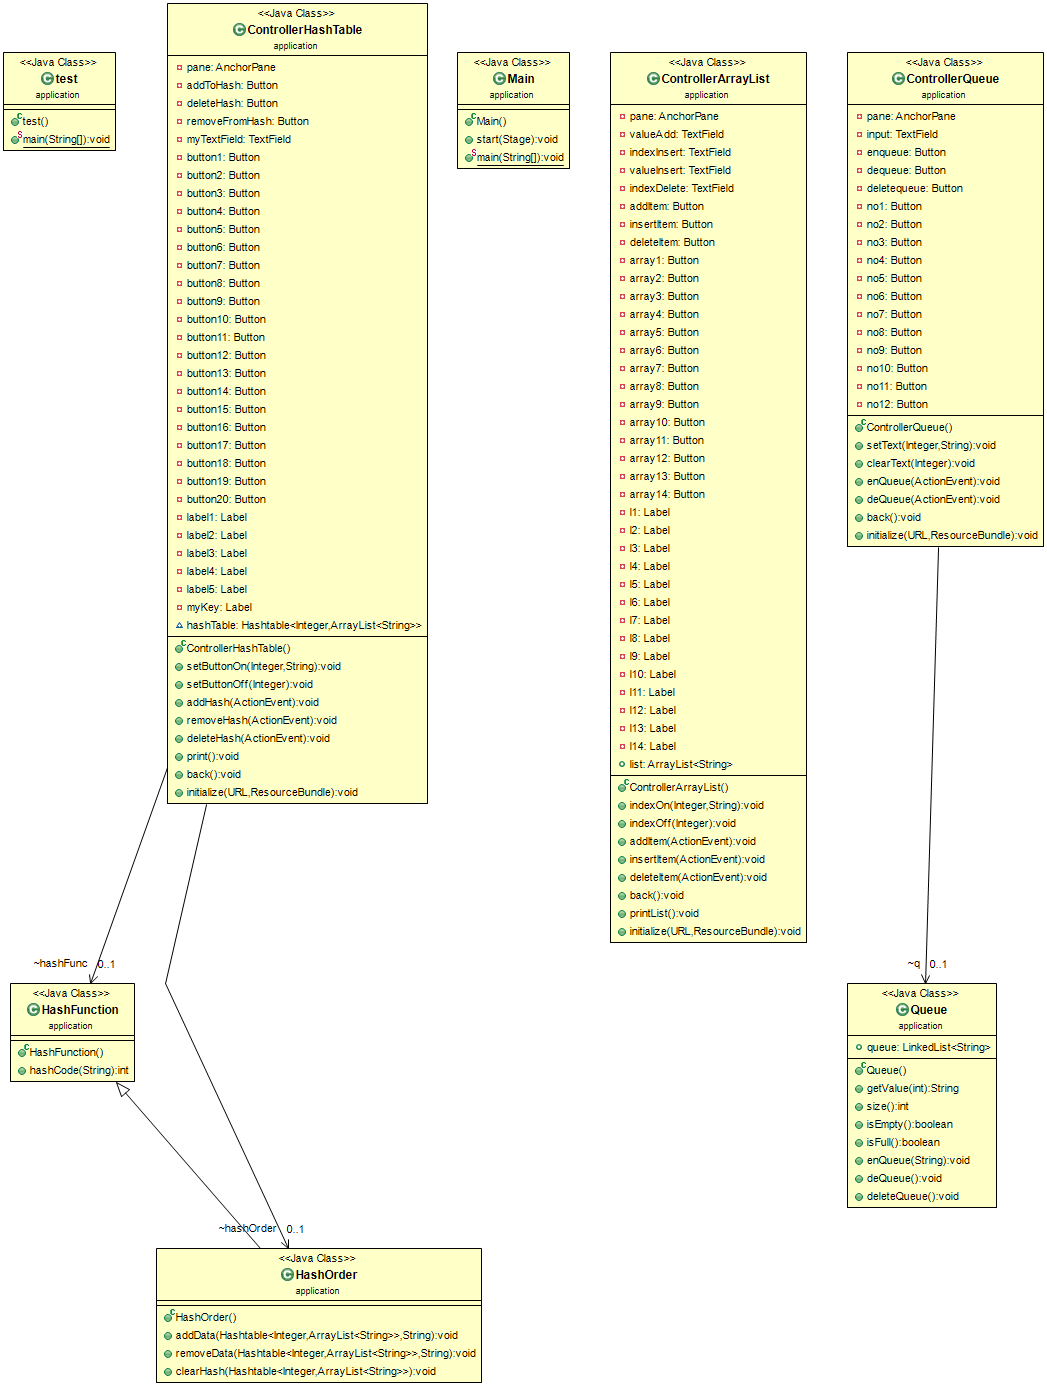 <<Java Class>>
test
application
test()
main(String[]):void
<<Java Class>>
ControllerHashTable
application
pane: AnchorPane
addToHash: Button
deleteHash: Button
removeFromHash: Button
myTextField: TextField
button1: Button
button2: Button
button3: Button
button4: Button
button5: Button
button6: Button
button7: Button
button8: Button
button9: Button
button10: Button
button11: Button
button12: Button
button13: Button
button14: Button
button15: Button
button16: Button
button17: Button
button18: Button
button19: Button
button20: Button
label1: Label
label2: Label
label3: Label
label4: Label
label5: Label
myKey: Label
hashTable: Hashtable<Integer,ArrayList<String>>
ControllerHashTable()
setButtonOn(Integer,String):void
setButtonOff(Integer):void
addHash(ActionEvent):void
removeHash(ActionEvent):void
deleteHash(ActionEvent):void
print():void
back():void
initialize(URL,ResourceBundle):void
<<Java Class>>
Main
application
Main()
start(Stage):void
main(String[]):void
<<Java Class>>
ControllerArrayList
application
pane: AnchorPane
valueAdd: TextField
indexInsert: TextField
valueInsert: TextField
indexDelete: TextField
addItem: Button
insertItem: Button
deleteItem: Button
array1: Button
array2: Button
array3: Button
array4: Button
array5: Button
array6: Button
array7: Button
array8: Button
array9: Button
array10: Button
array11: Button
array12: Button
array13: Button
array14: Button
l1: Label
l2: Label
l3: Label
l4: Label
l5: Label
l6: Label
l7: Label
l8: Label
l9: Label
l10: Label
l11: Label
l12: Label
l13: Label
l14: Label
list: ArrayList<String>
ControllerArrayList()
indexOn(Integer,String):void
indexOff(Integer):void
addItem(ActionEvent):void
insertItem(ActionEvent):void
deleteItem(ActionEvent):void
back():void
printList():void
initialize(URL,ResourceBundle):void
<<Java Class>>
ControllerQueue
application
pane: AnchorPane
input: TextField
enqueue: Button
dequeue: Button
deletequeue: Button
no1: Button
no2: Button
no3: Button
no4: Button
no5: Button
no6: Button
no7: Button
no8: Button
no9: Button
no10: Button
no11: Button
no12: Button
ControllerQueue()
setText(Integer,String):void
clearText(Integer):void
enQueue(ActionEvent):void
deQueue(ActionEvent):void
back():void
initialize(URL,ResourceBundle):void
~hashFunc 0..1
<<Java Class>>
HashFunction
application
HashFunction()
hashCode(String):int
~q 0..1
<<Java Class>>
Queue
application
queue: LinkedList<String>
Queue()
getValue(int):String
size():int
isEmpty():boolean
isFull():boolean
enQueue(String):void
deQueue():void
deleteQueue():void
~hashOrder 0..1
<<Java Class>>
HashOrder
application
HashOrder()
addData(Hashtable<Integer,ArrayList<String>>,String):void
removeData(Hashtable<Integer,ArrayList<String>>,String):void
clearHash(Hashtable<Integer,ArrayList<String>>):void